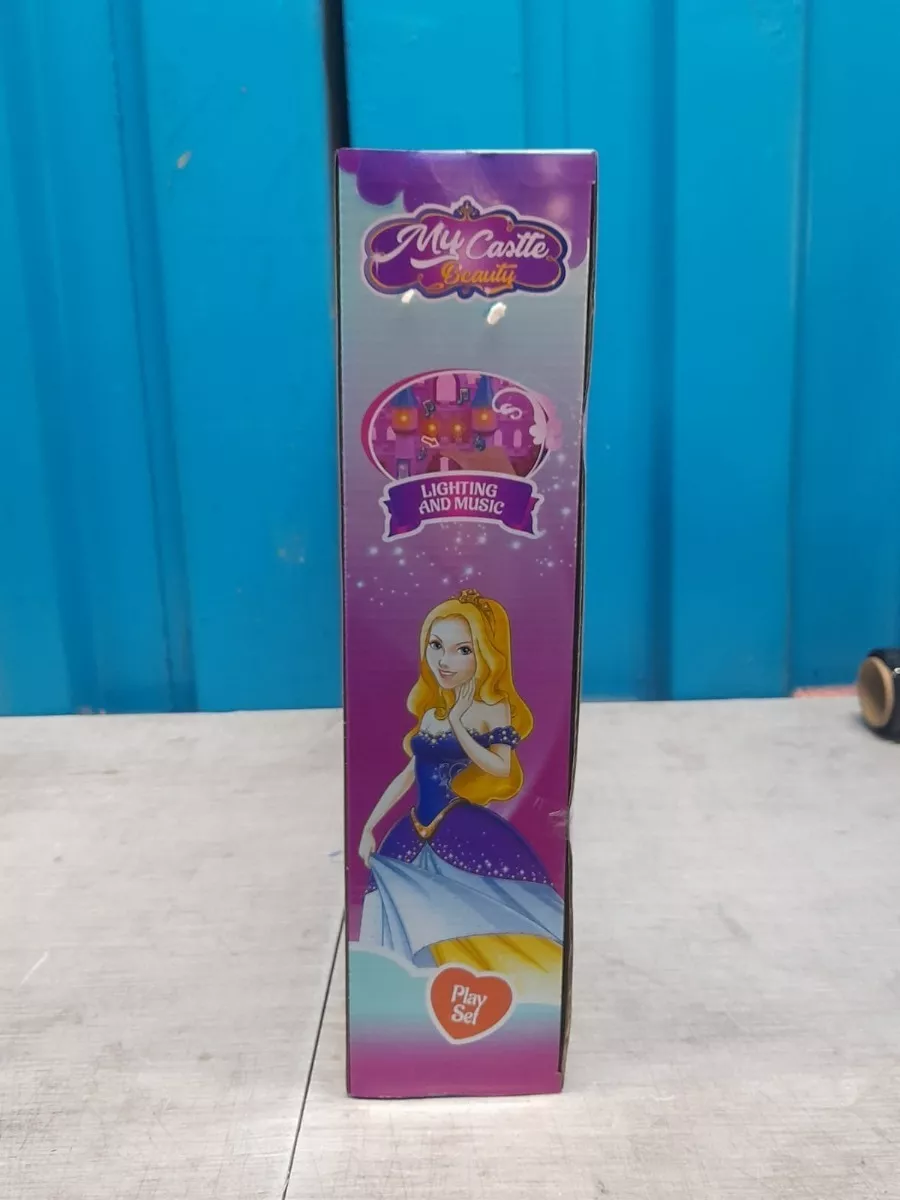 My Castle
Beauty
LIGHTING
AND MUSIC
Play
Set